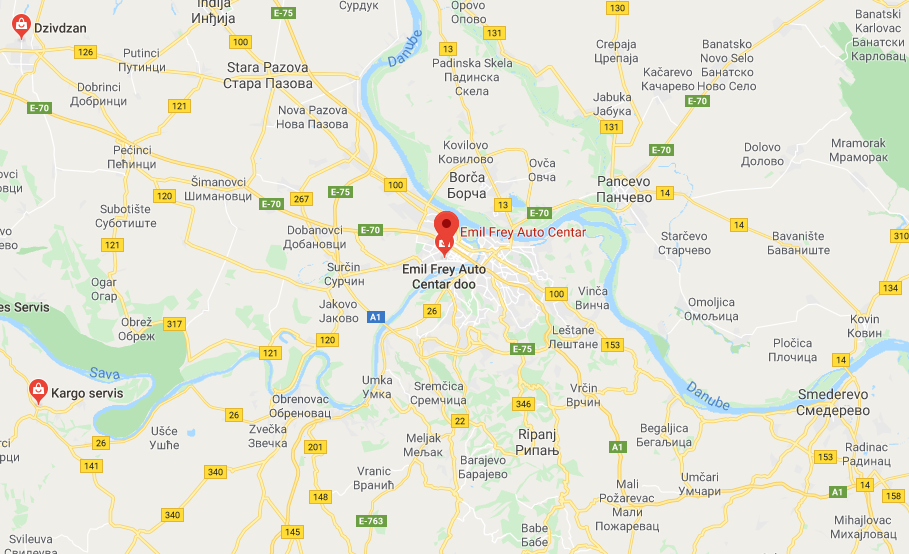 Indija
Инђија
E-75
Surduk
Сурдук
Opovo
Опово
130
Banatski
Karlovac
Банатски
Карловац
Dzivdzan
126
Putinci
Путинци
100
Danube
13
131
Crepaja
Црепаја
Banatsko
Novo Selo
Банатско
Ново Село
Stara Pazova
Стара Пазова
Padinska Skela
Падинска
Скела
Kačarevo
Качарево
Dobrinci
Добринци
E-70
121
Nova Pazova
Нова Пазова
Jabuka
Јабука
E-70
131
Pećinci
Пећинци
Kovilovo
Ковилово
Ovča
Овча
E-70
Dolovo
Долово
Mramorak
Мраморак
Šimanovci
Шимановци
120
267
E-75
100
Borča
Борча
Pancevo
Панчево
14
E-70
13
E-70
Subotište
Суботиште
121
Dobanovci
Добановци
E-70
Emil Frey Auto Centar
14
Starčevo
Старчево
Bavanište
Баваниште
310
Surčin
Сурчин
Emil Frey Auto
Centar doo
Ogar
Огар
100
Vinča
Винча
134
es Servis
Jakovo
Јаково
A1
26
Omoljica
Омољица
Obrež
Обреж
317
Leštane
Лештане
153
Kovin
Ковин
121
120
E-75
Pločica
Плочица
14
Sava
Kargo servis
Umka
Умка
Sremčica
Сремчица
Vrčin
Врчин
Danube
Smederevo
Смедерево
Obrenovac
Обреновац
26
346
26
Ušće
Ушће
Zvečka
Звечка
22
Ripanj
Рипањ
Begaljica
Бегаљица
201
Meljak
Мељак
A1
Radinac
Радинац
153
141
340
Vranic
Вранић
Barajevo
Барајево
Umčari
Умчари
14
148
Mali
Požarevac
Мали
Пожаревац
A1
158
340
E-763
145
Babe
Бабе
Mihajlovac
Михајловац
Svileuva
Свилеува